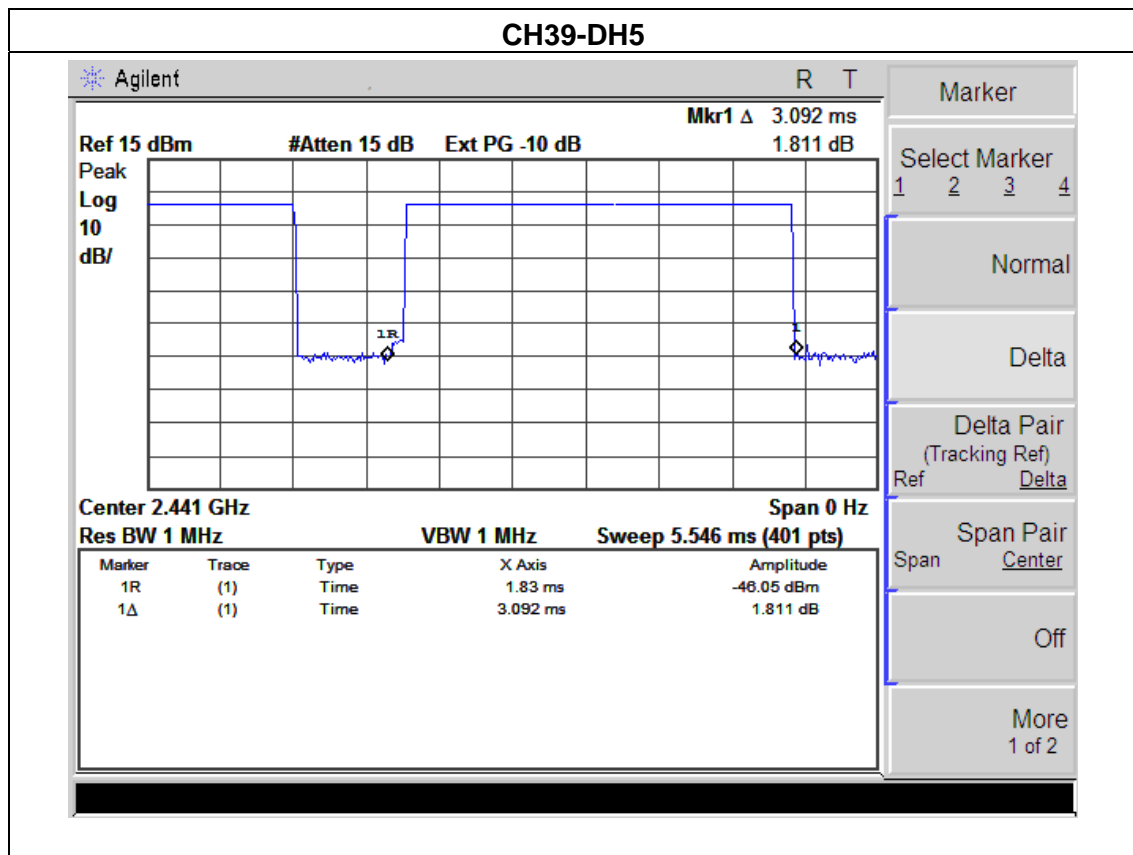 CH39-DH5
Agilent R T
Mkr1 Δ 3.092 ms
Ref 15 dBm #Atten 15 dB Ext PG -10 dB 1.811 dB
Peak
Log
10
dB/
1R
1
Center 2.441 GHz Span 0 Hz
Res BW 1 MHz VBW 1 MHz Sweep 5.546 ms (401 pts)
Marker Trace Type X Axis Amplitude
1R (1) Time 1.83 ms -46.05 dBm
1Δ (1) Time 3.092 ms 1.811 dB
Marker
Select Marker
1 2 3 4
Normal
Delta
Delta Pair
(Tracking Ref)
Ref Delta
Span Pair
Span Center
Off
More
1 of 2